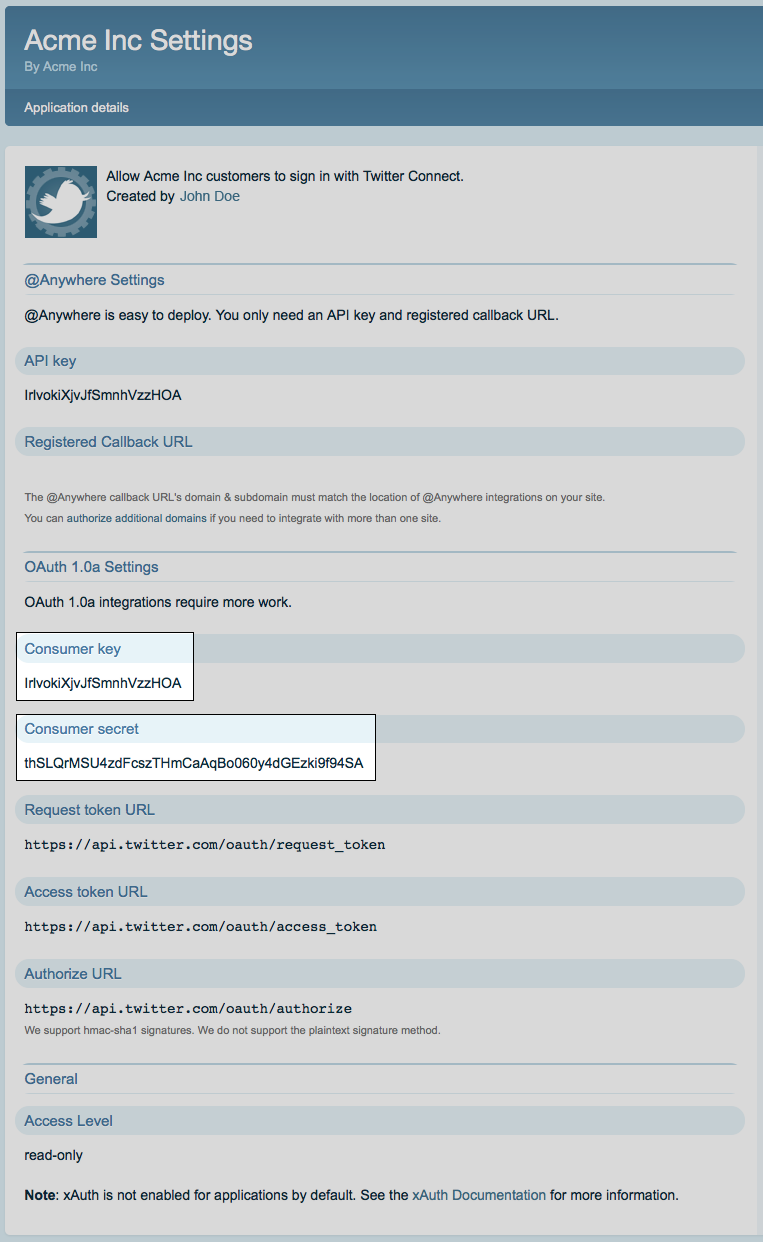 Acme Inc Settings
By Acme Inc
Application details
Allow Acme Inc customers to sign in with Twitter Connect.
Created by John Doe
@Anywhere Settings
@Anywhere is easy to deploy. You only need an API key and registered callback URL.
API key
IrlvokiXjvJfSmnhVzzHOA
Registered Callback URL
The @Anywhere callback URL's domain & subdomain must match the location of @Anywhere integrations on your site.
You can authorize additional domains if you need to integrate with more than one site.
OAuth 1.0a Settings
OAuth 1.0a integrations require more work.
Consumer key
IrlvokiXjvJfSmnhVzzHOA
Consumer secret
thSLQrMSU4zdFcszTHmCaAqBo060y4dGEzki9f94SA
Request token URL
https://api.twitter.com/oauth/request_token
Access token URL
https://api.twitter.com/oauth/access_token
Authorize URL
https://api.twitter.com/oauth/authorize
We support hmac-sha1 signatures. We do not support the plaintext signature method.
General
Access Level
read-only
Note: xAuth is not enabled for applications by default. See the xAuth Documentation for more information.